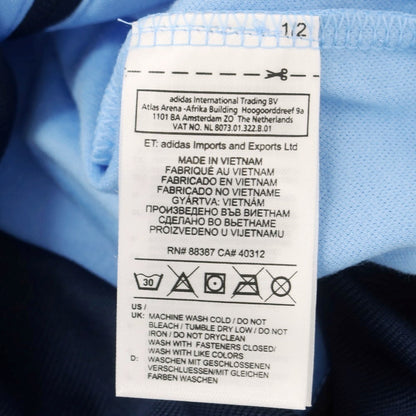 1/2
adidas International Trading BV
Atlas Arena -Afrika Building Hoogoorddreef 9a
1101 BA Amsterdam ZO The Netherlands
VAT NO. NL 8073.01.322.B.01
ET: adidas Imports and Exports Ltd
MADE IN VIETNAM
FABRIQUÉ AU VIETNAM
FABRICADO EN VIETNAM
FABRICADO NO VIETNAME
GYÁRTVA: VIETNAM
ПРОИЗВЕДЕНО ВЪВ ВИЕТНАМ
СДЕЛАНО ВО ВЬЕТНАМЕ
PROIZVEDENO U VIJETNAMU
RN# 88387 CA# 40312
30
US /
UK: MACHINE WASH COLD / DO NOT
BLEACH / TUMBLE DRY LOW / DO NOT
IRON / DO NOT DRYCLEAN
WASH WITH FASTENERS CLOSED/
WASH WITH LIKE COLORS
D: WASCHEN MIT GESCHLOSSENEN
VERSCHLUESSEN/MIT GLEICHEN
FARBEN WASCHEN